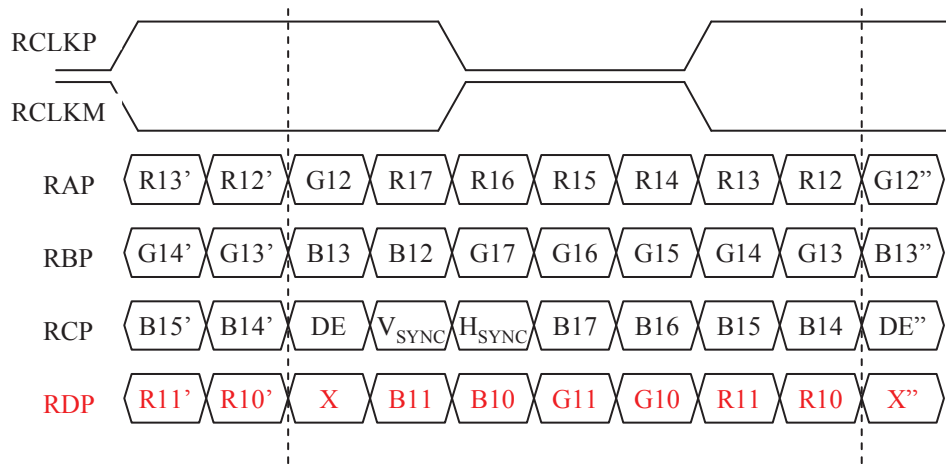 RCLKP
RCLKM
RAP R13’ R12’ G12 R17 R16 R15 R14 R13 R12 G12”
RBP G14’ G13’ B13 B12 G17 G16 G15 G14 G13 B13”
RCP B15’ B14’ DE VSYNC HSYNC B17 B16 B15 B14 DE”
RDP R11’ R10’ X B11 B10 G11 G10 R11 R10 X”